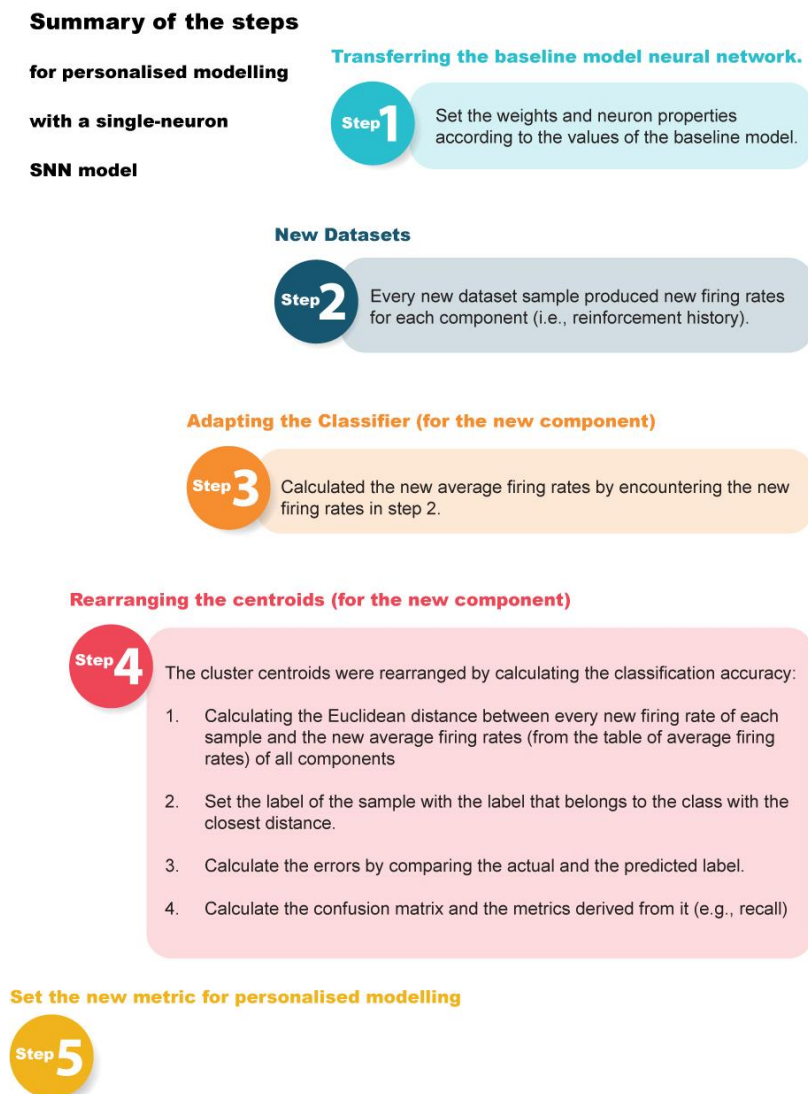 Summary of the steps
for personalised modelling
with a single-neuron
SNN model
Transferring the baseline model neural network.
Step 1
Set the weights and neuron properties
according to the values of the baseline model.
New Datasets
Step 2
Every new dataset sample produced new firing rates
for each component (i.e., reinforcement history).
Adapting the Classifier (for the new component)
Step 3
Calculated the new average firing rates by encountering the new
firing rates in step 2.
Rearranging the centroids (for the new component)
Step 4
The cluster centroids were rearranged by calculating the classification accuracy:
1. Calculating the Euclidean distance between every new firing rate of each
sample and the new average firing rates (from the table of average firing
rates) of all components
2. Set the label of the sample with the label that belongs to the class with the
closest distance.
3. Calculate the errors by comparing the actual and the predicted label.
4. Calculate the confusion matrix and the metrics derived from it (e.g., recall)
Set the new metric for personalised modelling
Step 5